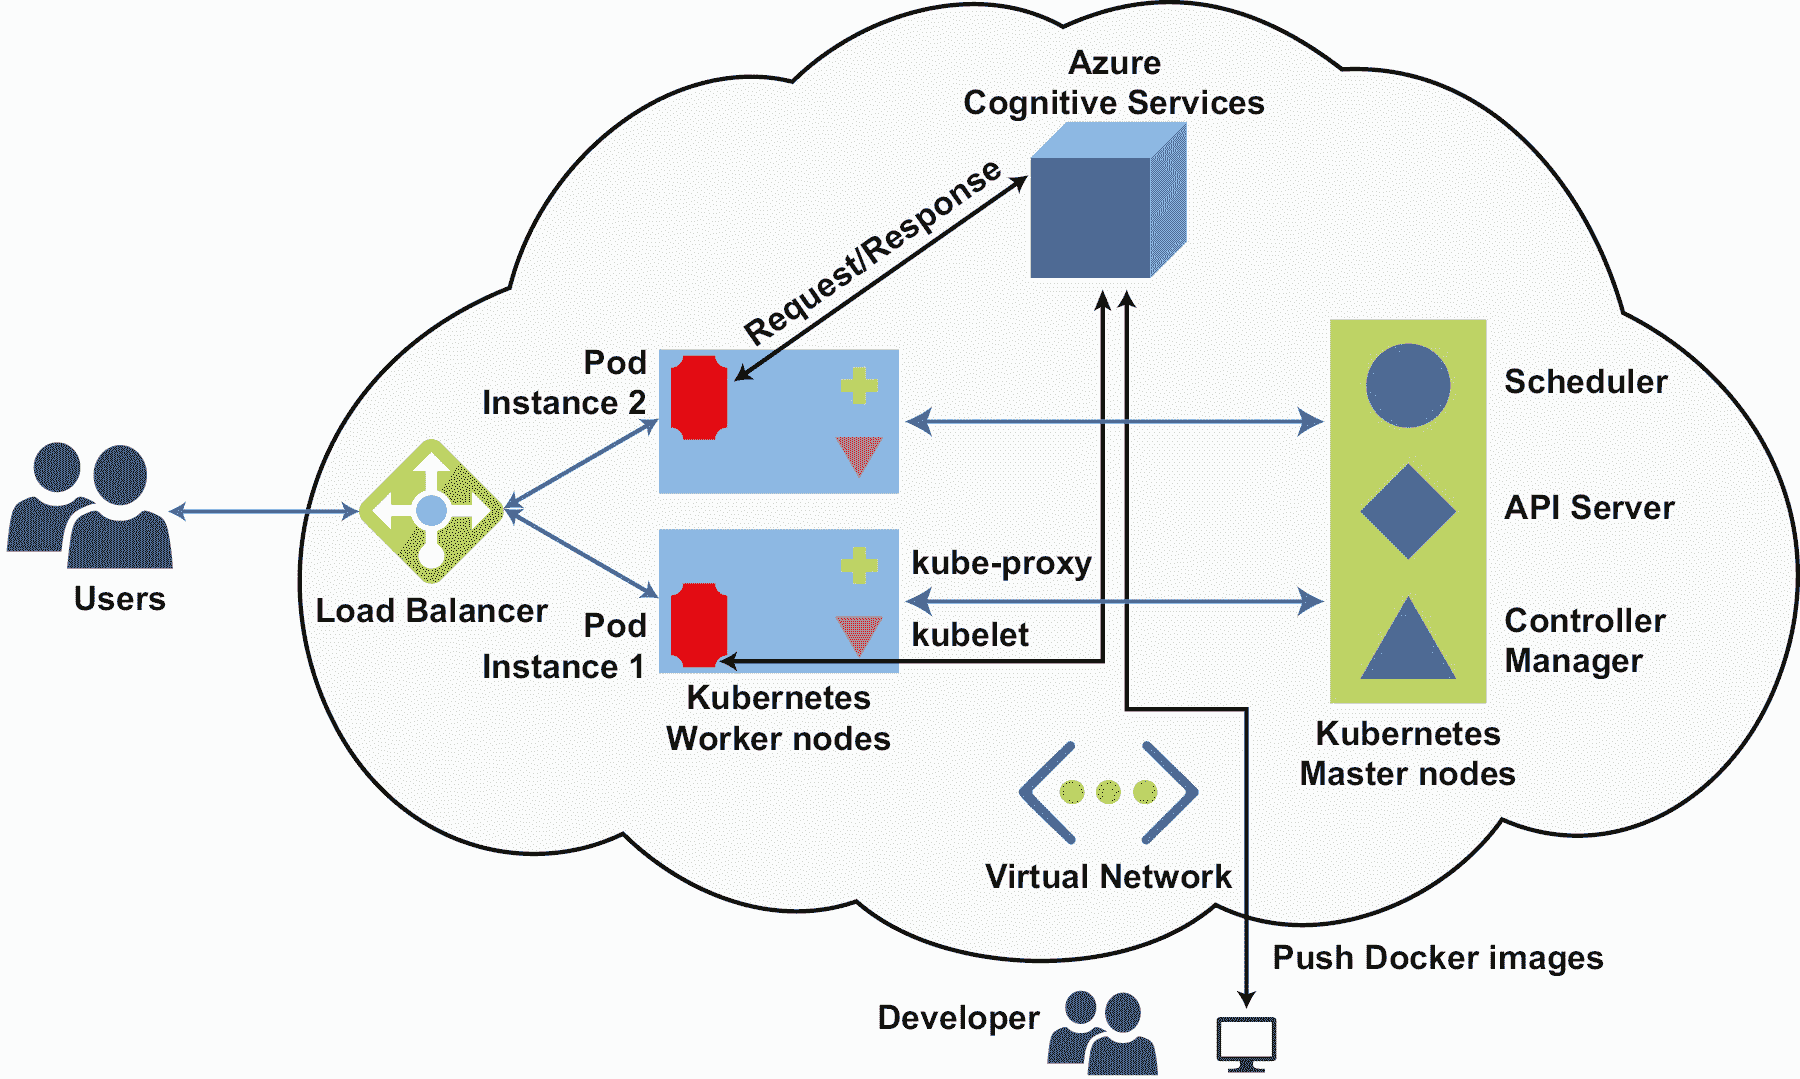 Azure
Cognitive Services
Request/Response
Pod
Instance 2
Scheduler
API Server
kube-proxy
Users
Load Balancer
Pod
Instance 1
kubelet
Controller
Manager
Kubernetes
Worker nodes
Kubernetes
Master nodes
Virtual Network
Push Docker images
Developer